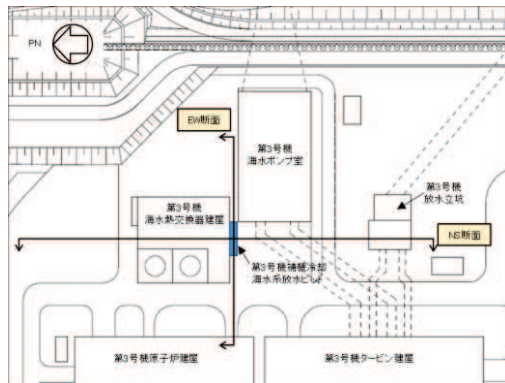 PN
EW断面
第3号機
海水ポンプ室
第3号機
海水熱交換器建屋
第3号機
放水立坑
NS断面
第3号機補機冷却
海水系放水ピット
第3号機原子炉建屋
第3号機タービン建屋